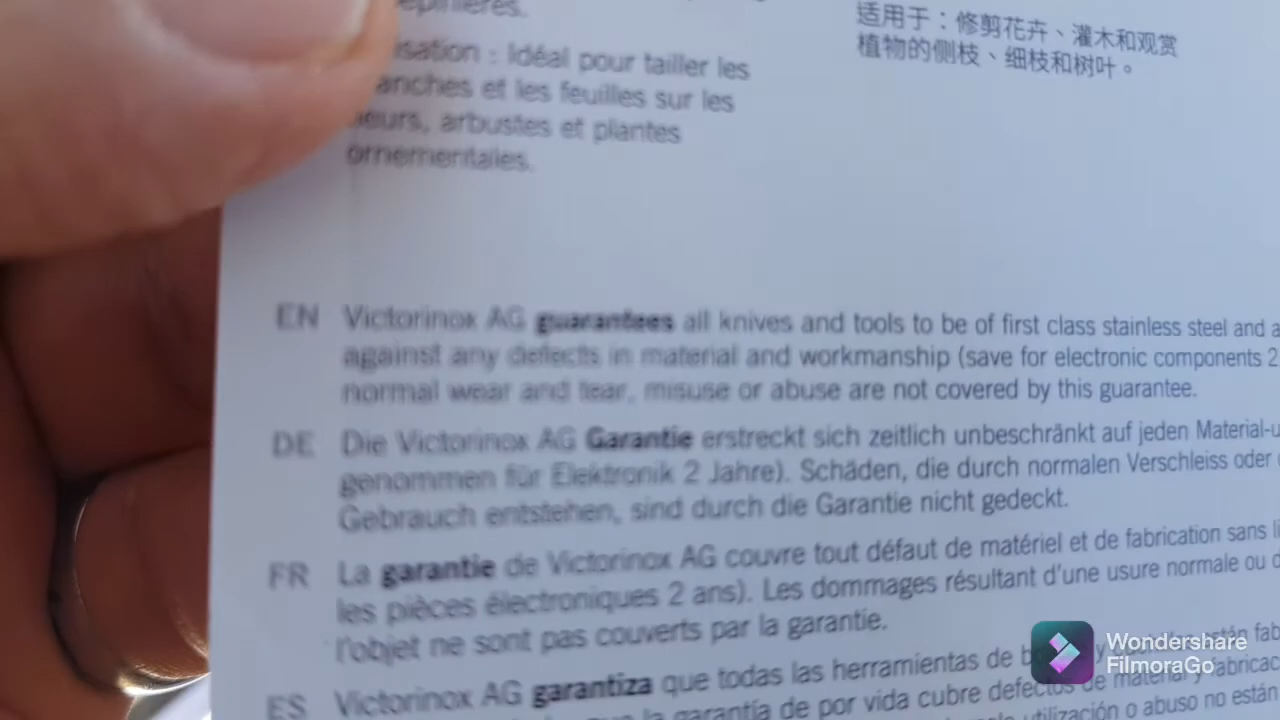 épinières.
isation : Idéal pour tailler les
anches et les feuilles sur les
eurs, arbustes et plantes
ornementales.
适用于：修剪花卉、灌木和观赏
植物的侧枝、细枝和树叶。
EN Victorinox AG guarantees all knives and tools to be of first class stainless steel and a
against any defects in material and workmanship (save for electronic components 2
normal wear and tear, misuse or abuse are not covered by this guarantee.
DE Die Victorinox AG Garantie erstreckt sich zeitlich unbeschränkt auf jeden Material-u
genommen für Elektronik 2 Jahre). Schäden, die durch normalen Verschleiss oder
Gebrauch entstehen, sind durch die Garantie nicht gedeckt.
FR La garantie de Victorinox AG couvre tout défaut de matériel et de fabrication sans li
les pièces électroniques 2 ans). Les dommages résultant d'une usure normale ou d
l'objet ne sont pas couverts par la garantie.
ES Victorinox AG garantiza que todas las herramientas de y están fab
la garantía de por vida cubre defectos de material y fabricac
utilización o abuso no están
Wondershare
FilmoraGo